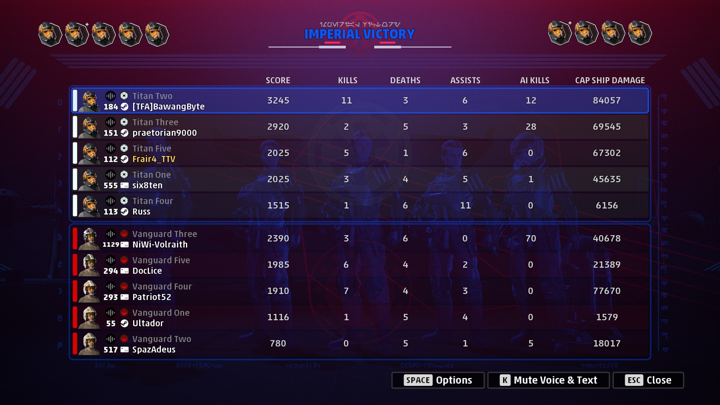 IMPERIAL VICTORY
SCORE KILLS DEATHS ASSISTS AI KILLS CAP SHIP DAMAGE
Titan Two
184 [TFA]BawangByte 3245 11 3 6 12 84057
Titan Three
151 praetorian9000 2920 2 5 3 28 69545
Titan Five
112 Frair4_TTV 2025 5 1 6 0 67302
Titan One
555 six8ten 2025 3 4 5 1 45635
Titan Four
113 Russ 1515 1 6 11 0 6156
Vanguard Three
1129 NiWi-Volraith 2390 3 6 0 70 40678
Vanguard Five
294 DocIice 1985 6 4 2 0 21389
Vanguard Four
293 Patriot52 1910 7 4 3 0 77670
Vanguard One
55 Ultador 1116 1 5 4 0 1579
Vanguard Two
517 SpazAdeus 780 0 5 1 5 18017
SPACE Options K Mute Voice & Text ESC Close